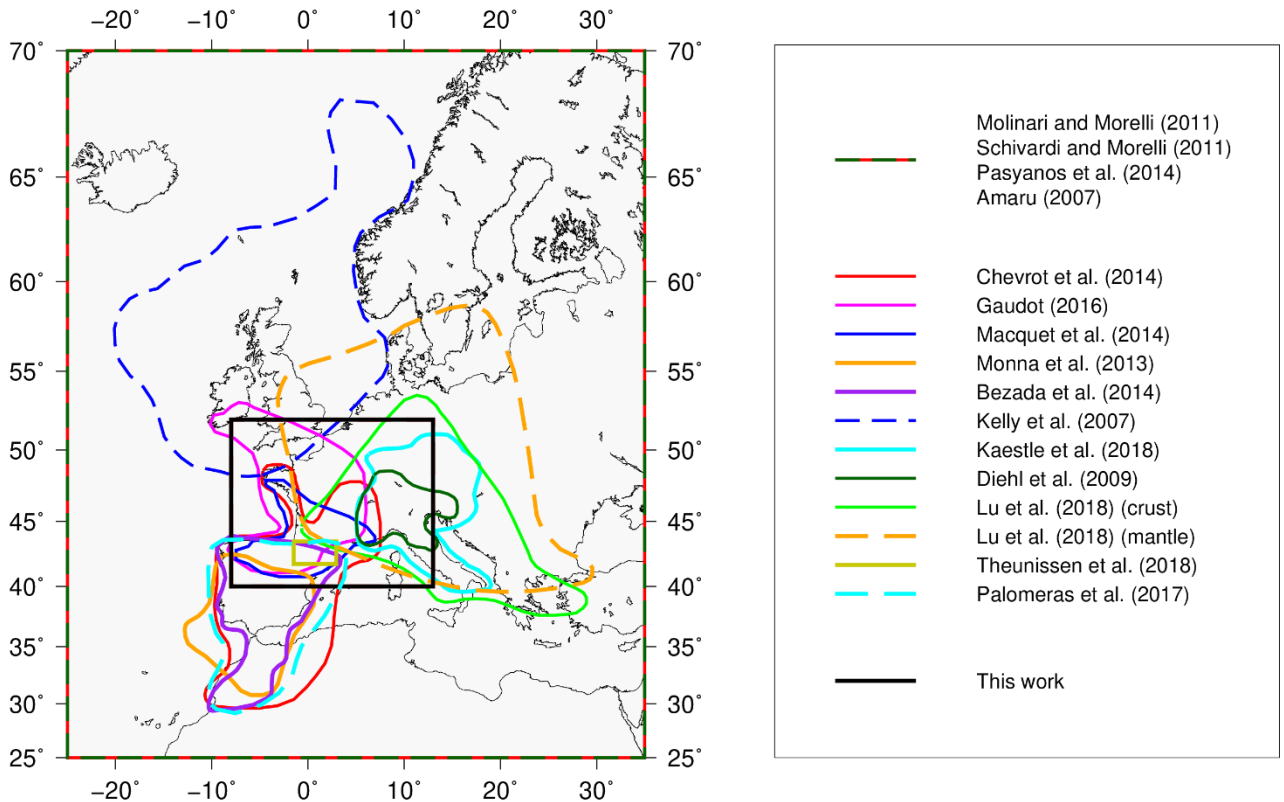 −10˚ 0˚ 10˚ 20˚ 30˚
70˚ 70˚
65˚ 65˚
60˚ 60˚
55˚ 55˚
50˚ 50˚
45˚ 45˚
40˚ 40˚
35˚ 35˚
30˚ 30˚
25˚ 25˚
−20˚ −10˚ 0˚ 10˚ 20˚ 30˚
−20˚
Molinari and Morelli (2011)
Schivardi and Morelli (2011)
Pasyanos et al. (2014)
Amaru (2007)
Chevrot et al. (2014)
Gaudot (2016)
Macquet et al. (2014)
Monna et al. (2013)
Bezada et al. (2014)
Kelly et al. (2007)
Kaestle et al. (2018)
Diehl et al. (2009)
Lu et al. (2018) (crust)
Lu et al. (2018) (mantle)
Theunissen et al. (2018)
Palomeras et al. (2017)
This work